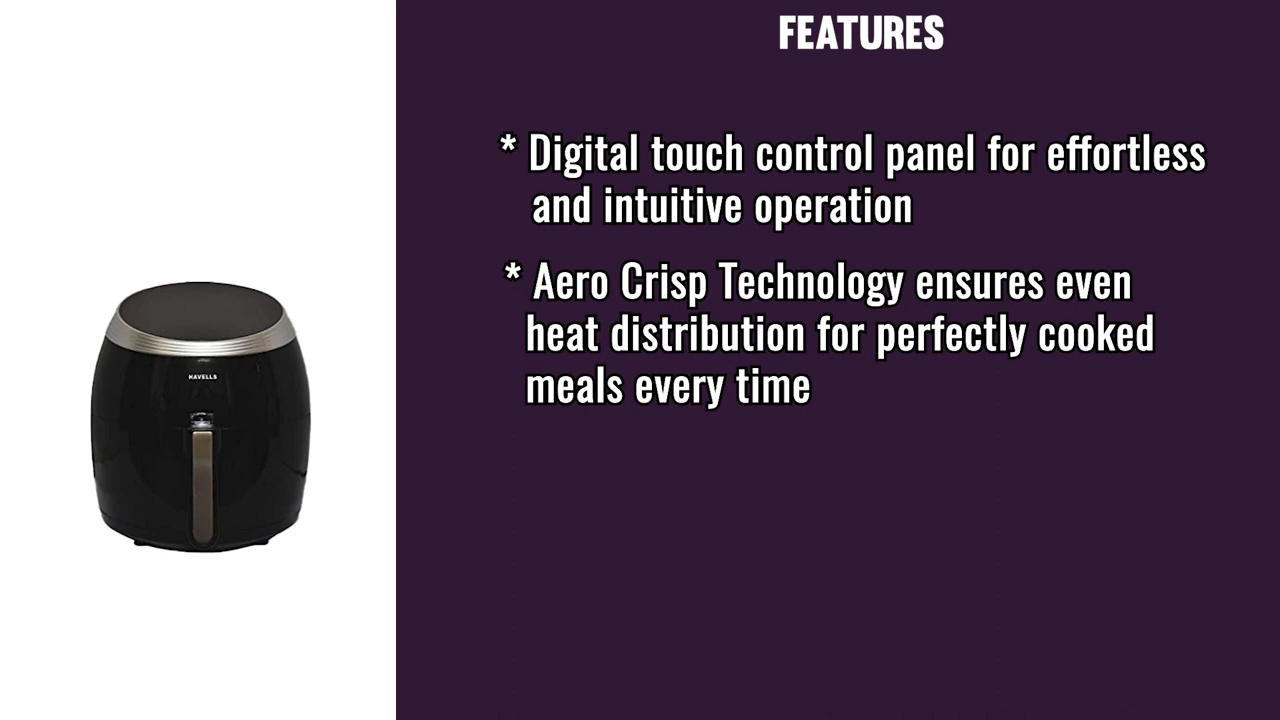 FEATURES
* Digital touch control panel for effortless
and intuitive operation
* Aero Crisp Technology ensures even
heat distribution for perfectly cooked
meals every time
HAVELLS